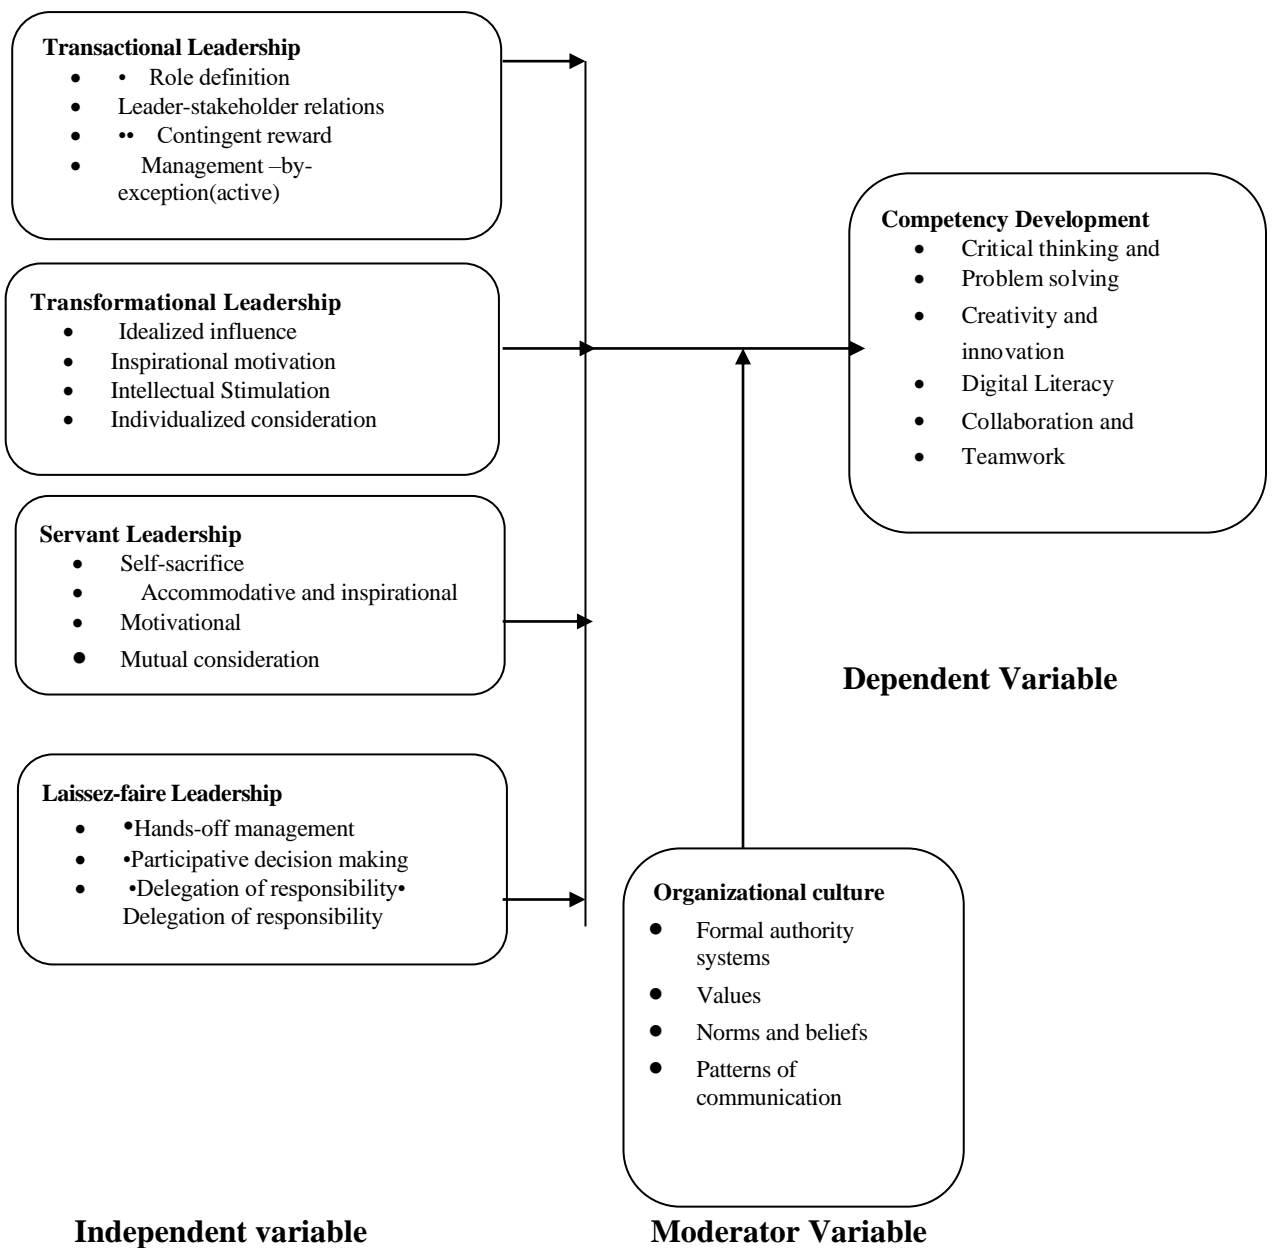 Transactional Leadership
• • Role definition
• Leader-stakeholder relations
• •• Contingent reward
• Management –by-
exception(active)
Transformational Leadership
• Idealized influence
• Inspirational motivation
• Intellectual Stimulation
• Individualized consideration
Servant Leadership
• Self-sacrifice
• Accommodative and inspirational
• Motivational
• Mutual consideration
Laissez-faire Leadership
• •Hands-off management
• •Participative decision making
• •Delegation of responsibility•
Delegation of responsibility
Independent variable
Competency Development
• Critical thinking and
• Problem solving
• Creativity and
innovation
• Digital Literacy
• Collaboration and
• Teamwork
Dependent Variable
Organizational culture
• Formal authority
systems
• Values
• Norms and beliefs
• Patterns of
communication
Moderator Variable